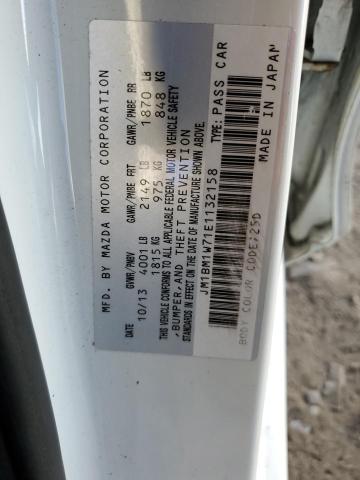 MFD. BY MAZDA MOTOR CORPORATION
DATE GVWR/PNBV GAWR/PNBE FRT GAWR/PNBE RR
10/13 4001 LB 2149 LB 1870 LB
1815 KG 975 KG 848 KG
THIS VEHICLE CONFORMS TO ALL APPLICABLE FEDERAL MOTOR VEHICLE SAFETY
, BUMPER, AND THEFT PREVENTION
STANDARDS IN EFFECT ON THE DATE OF MANUFACTURE SHOWN ABOVE.
JM1BM1W71E1132158 TYPE: PASS CAR
BODY COLOR CODE:25D MADE IN JAPAN